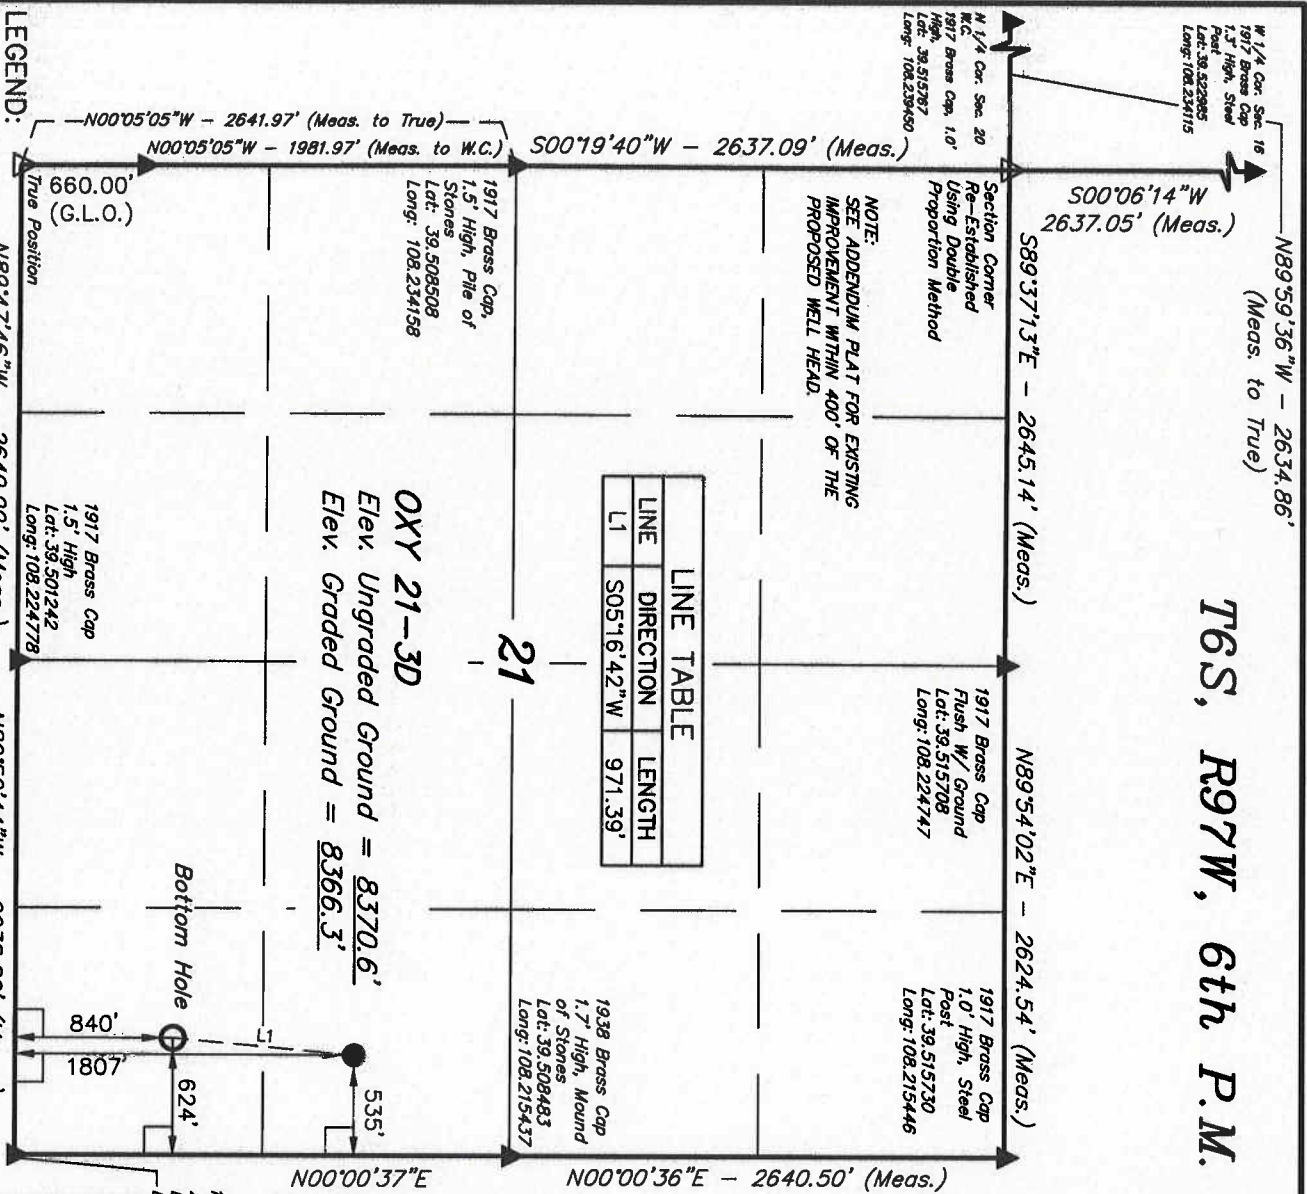 T6S, R97W, 6th P.M.
N89°59'36"W - 2634.86'
(Meas. to True)
W 1/4 Cor. Sec. 16
1917 Brass Cap
1.3' High, Steel
Post
Lat: 39.522985
Long: 108.234115
S00°06'14"W
2637.05' (Meas.)
S89°37'13"E - 2645.14' (Meas.)
N89°54'02"E - 2624.54' (Meas.)
N 1/4 Cor. Sec. 20
W.C.
1917 Brass Cap, 1.0'
High,
Lat: 39.515767
Long: 108.239450
Section Corner
Re-Established
Using Double
Proportion Method
1917 Brass Cap
Flush W/ Ground
Lat: 39.515708
Long: 108.224747
1917 Brass Cap
1.0' High, Steel
Post
Lat: 39.515730
Long: 108.215446
NOTE:
SEE ADDENDUM PLAT FOR EXISTING
IMPROVEMENT WITHIN 400' OF THE
PROPOSED WELL HEAD.
S00°19'40"W - 2637.09' (Meas.)
N00°00'36"E - 2640.50' (Meas.)
LINE TABLE
LINE DIRECTION LENGTH
L1 S05°16'42"W 971.39'
21
1917 Brass Cap,
1.5' High, Pile of
Stones
Lat: 39.508508
Long: 108.234158
1938 Brass Cap
1.7' High, Mound
of Stones
Lat: 39.508483
Long: 108.215437
N00°05'05"W - 2641.97' (Meas. to True)
N00°05'05"W - 1981.97' (Meas. to W.C.)
OXY 21-3D
Elev. Ungraded Ground = 8370.6'
Elev. Graded Ground = 8366.3'
535'
N00°00'37"E
L1
Bottom Hole
624'
840'
1807'
660.00'
(G.L.O.)
True Position
1917 Brass Cap
1.5' High
Lat: 39.501242
Long: 108.224778
LEGEND: